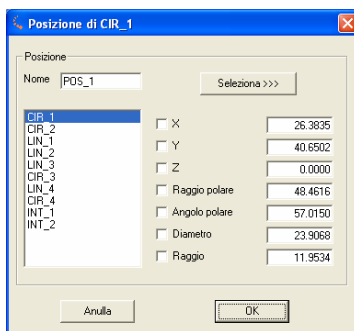 Posizione di CIR_1
Posizione
Nome POS_1 Seleziona >>>
CIR_1
CIR_2
LIN_1
LIN_2
LIN_3
CIR_3
LIN_4
CIR_4
INT_1
INT_2
X 26.3835
Y 40.6502
Z 0.0000
Raggio polare 48.4616
Angolo polare 57.0150
Diametro 23.9068
Raggio 11.9534
Anulla OK